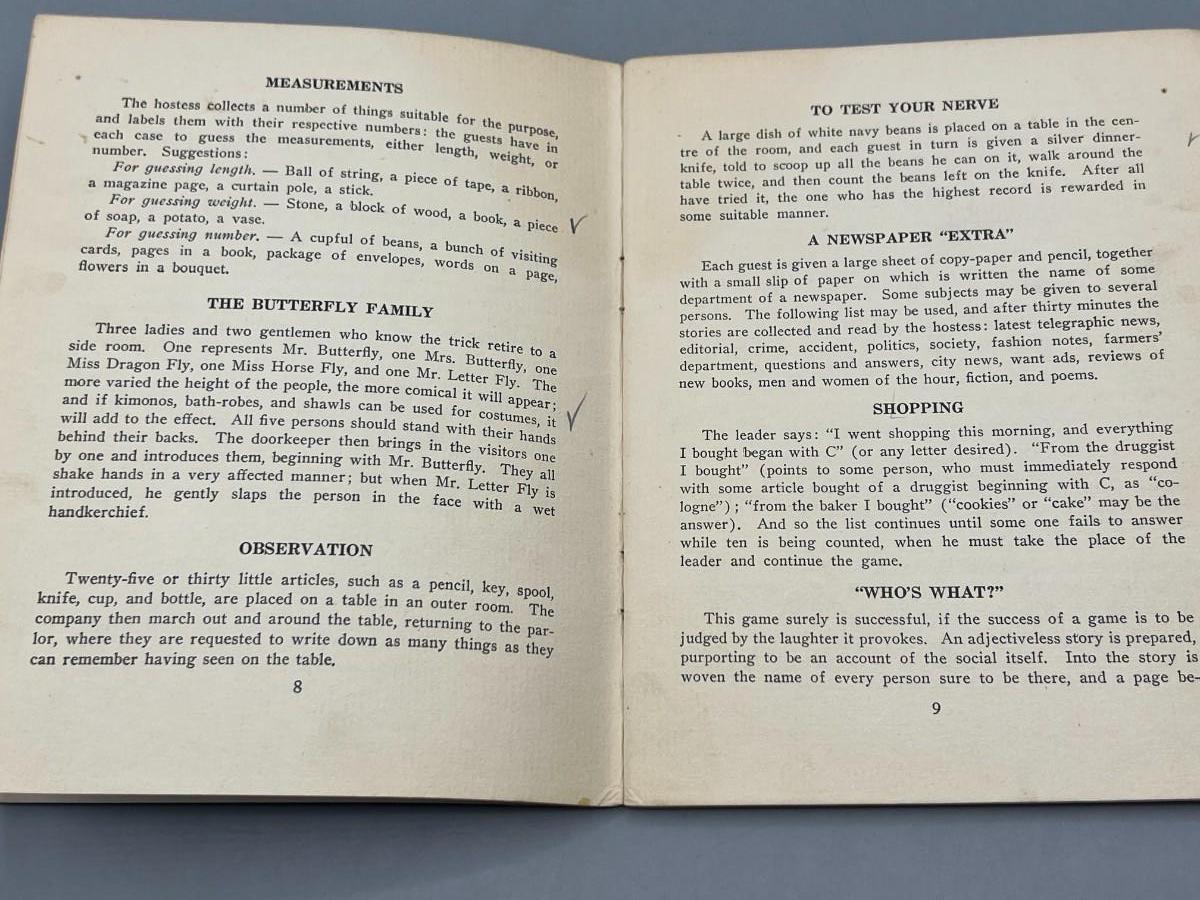 MEASUREMENTS
The hostess collects a number of things suitable for the purpose,
and labels them with their respective numbers: the guests have in
each case to guess the measurements, either length, weight, or
number. Suggestions:
For guessing length. — Ball of string, a piece of tape, a ribbon,
a magazine page, a curtain pole, a stick.
For guessing weight. — Stone, a block of wood, a book, a piece
of soap, a potato, a vase.
For guessing number. — A cupful of beans, a bunch of visiting
cards, pages in a book, package of envelopes, words on a page,
flowers in a bouquet.
THE BUTTERFLY FAMILY
Three ladies and two gentlemen who know the trick retire to a
side room. One represents Mr. Butterfly, one Mrs. Butterfly, one
Miss Dragon Fly, one Miss Horse Fly, and one Mr. Letter Fly. The
more varied the height of the people, the more comical it will appear;
and if kimonos, bath-robes, and shawls can be used for costumes, it
will add to the effect. All five persons should stand with their hands
behind their backs. The doorkeeper then brings in the visitors one
by one and introduces them, beginning with Mr. Butterfly. They all
shake hands in a very affected manner; but when Mr. Letter Fly is
introduced, he gently slaps the person in the face with a wet
handkerchief.
OBSERVATION
Twenty-five or thirty little articles, such as a pencil, key, spool,
knife, cup, and bottle, are placed on a table in an outer room. The
company then march out and around the table, returning to the par-
lor, where they are requested to write down as many things as they
can remember having seen on the table.
8
TO TEST YOUR NERVE
A large dish of white navy beans is placed on a table in the cen-
tre of the room, and each guest in turn is given a silver dinner-
knife, told to scoop up all the beans he can on it, walk around the
table twice, and then count the beans left on the knife. After all
have tried it, the one who has the highest record is rewarded in
some suitable manner.
A NEWSPAPER "EXTRA"
Each guest is given a large sheet of copy-paper and pencil, together
with a small slip of paper on which is written the name of some
department of a newspaper. Some subjects may be given to several
persons. The following list may be used, and after thirty minutes the
stories are collected and read by the hostess: latest telegraphic news,
editorial, crime, accident, politics, society, fashion notes, farmers'
department, questions and answers, city news, want ads, reviews of
new books, men and women of the hour, fiction, and poems.
SHOPPING
The leader says: "I went shopping this morning, and everything
I bought began with C" (or any letter desired). "From the druggist
I bought" (points to some person, who must immediately respond
with some article bought of a druggist beginning with C, as "co-
logne"); "from the baker I bought" ("cookies" or "cake" may be the
answer). And so the list continues until some one fails to answer
while ten is being counted, when he must take the place of the
leader and continue the game.
"WHO'S WHAT?"
This game surely is successful, if the success of a game is to be
judged by the laughter it provokes. An adjectiveless story is prepared,
purporting to be an account of the social itself. Into the story is
woven the name of every person sure to be there, and a page be-
9